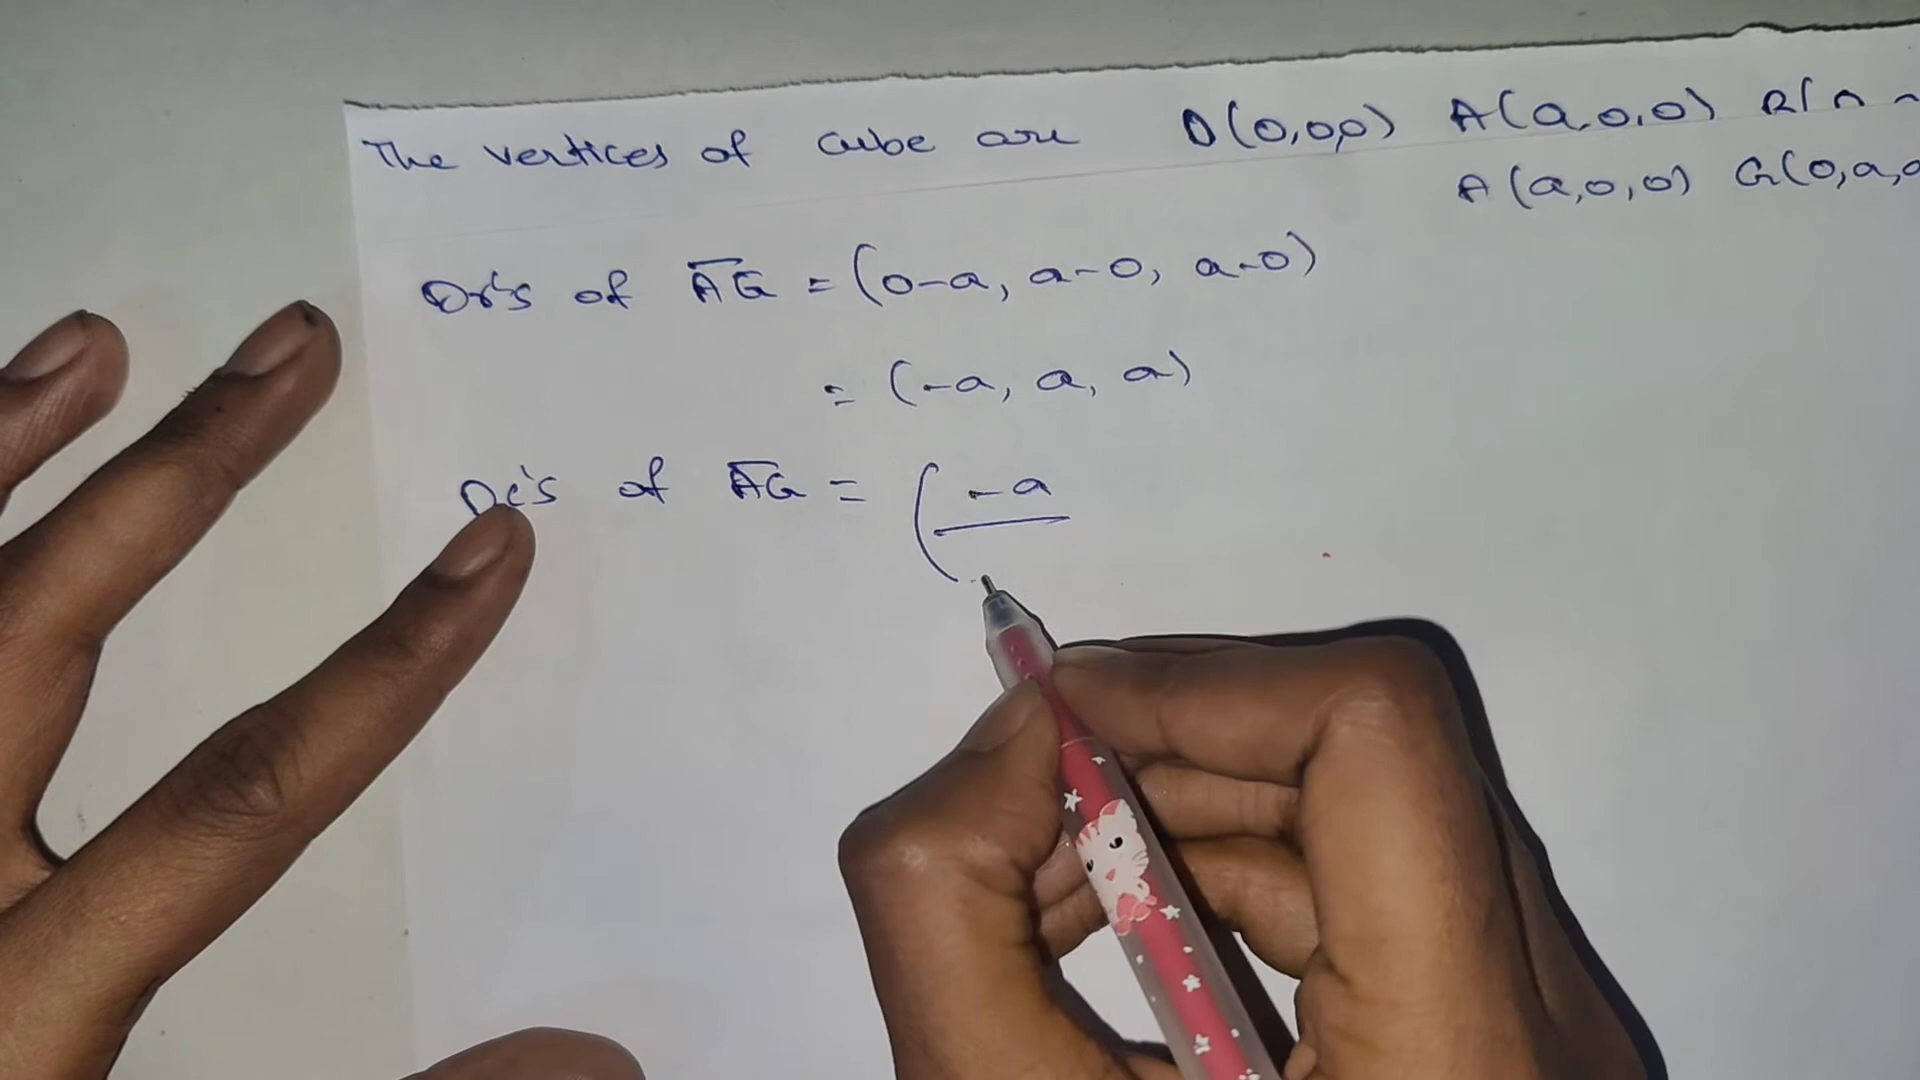 The vertices of cube are O(0,0,0) A(a,0,0)
A(a,0,0) G(0,a,a
Dr's of AG = (0-a, a-0, a-0)
= (-a, a, a)
Dc's of AG = ( -a